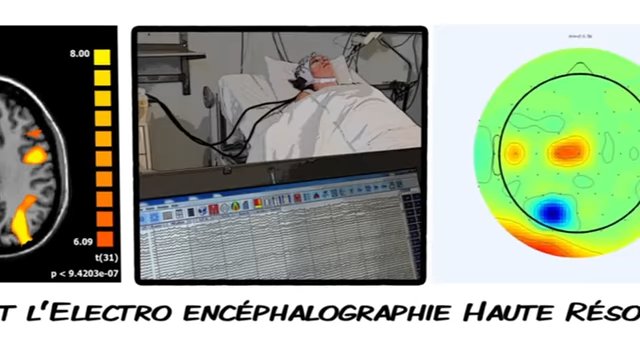 8.00
6.09
t(31)
p < 9.4203e-07
T L'ELECTRO ENCÉPHALOGRAPHIE HAUTE RÉSO